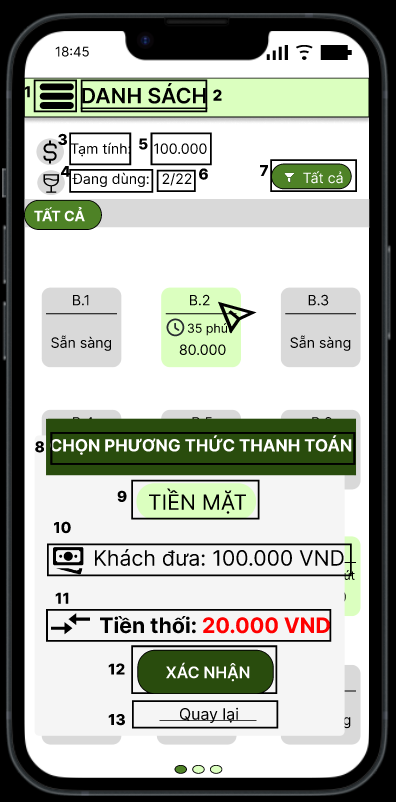 18:45
1 DANH SÁCH 2
3 Tạm tính: 5 100.000
4 Đang dùng: 2/22 6
7 Tất cả
TẤT CẢ
B.1 B.2 B.3
Sẵn sàng 35 phút Sẵn sàng
80.000
8 CHỌN PHƯƠNG THỨC THANH TOÁN
9 TIỀN MẶT
10
Khách đưa: 100.000 VND
11
Tiền thối: 20.000 VND
12 XÁC NHẬN
13 Quay lại